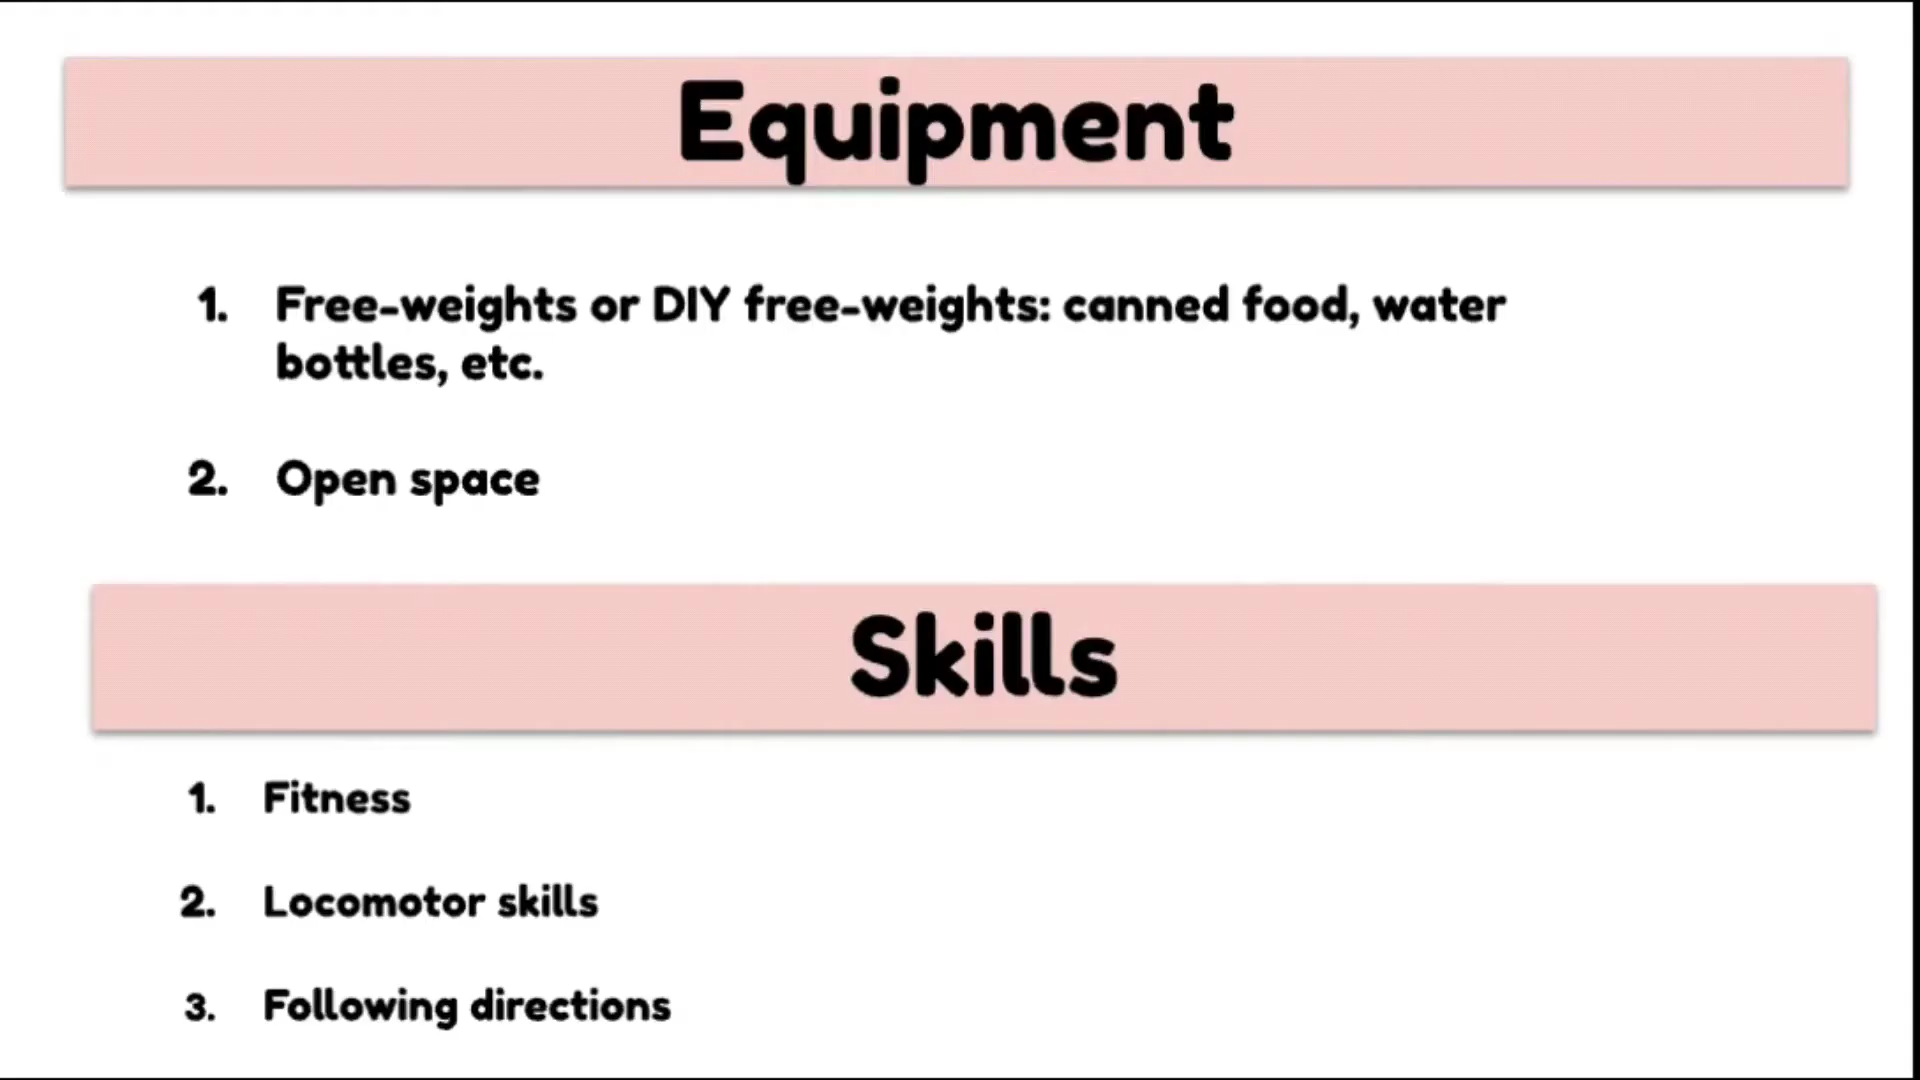 Equipment
1. Free-weights or DIY free-weights: canned food, water
bottles, etc.
2. Open space
Skills
1. Fitness
2. Locomotor skills
3. Following directions